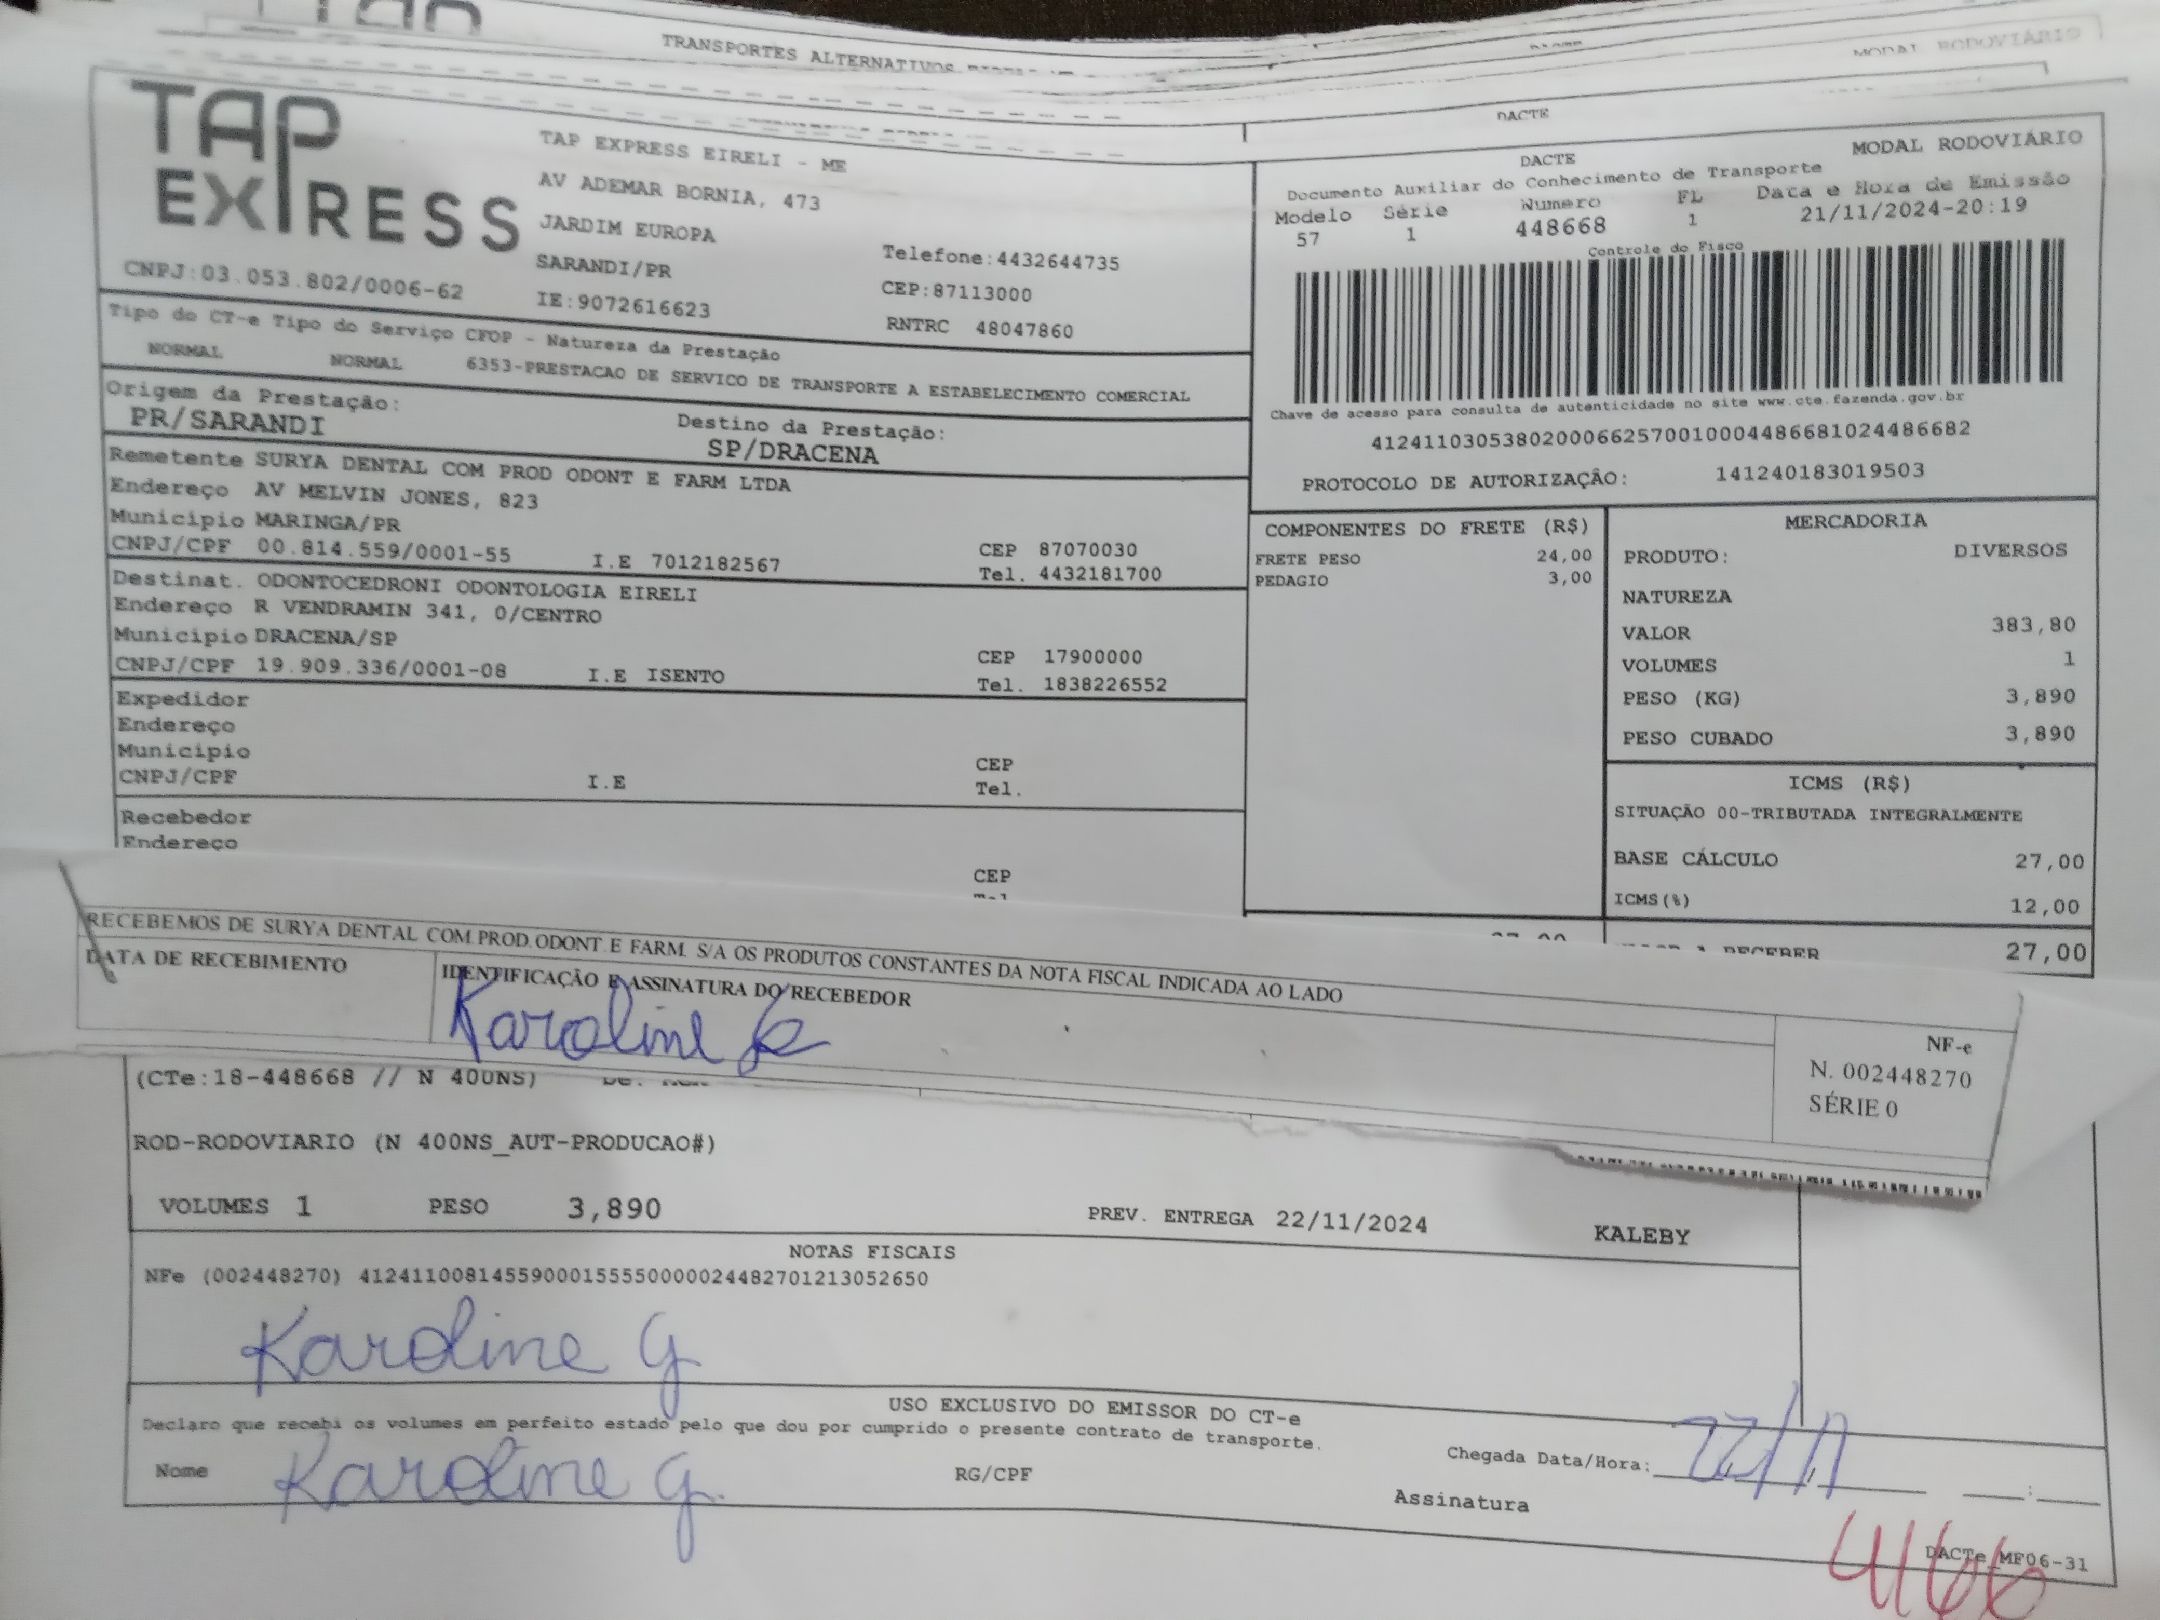 TRANSPORTES ALTERNATIVOS
MODAL RODOVIÁRIO
DACTE
TAP EXPRESS
TAP EXPRESS EIRELI - ME
AV ADEMAR BORNIA, 473
JARDIM EUROPA
SARANDI/PR
IE:9072616623
Telefone:4432644735
CEP:87113000
RNTRC 48047860
CNPJ:03.053.802/0006-62
DACTE MODAL RODOVIÁRIO
Documento Auxiliar do Conhecimento de Transporte
Modelo Série Numero FL Data e Hora de Emissão
57 1 448668 1 21/11/2024-20:19
Controle do Fisco
Chave de acesso para consulta de autenticidade no site www.cte.fazenda.gov.br
41241103053802000662570010004486681024486682
PROTOCOLO DE AUTORIZAÇÃO: 141240183019503
Tipo do CT-e Tipo do Serviço CFOP - Natureza da Prestação
NORMAL NORMAL 6353-PRESTACAO DE SERVICO DE TRANSPORTE A ESTABELECIMENTO COMERCIAL
Origem da Prestação: Destino da Prestação:
PR/SARANDI SP/DRACENA
Remetente SURYA DENTAL COM PROD ODONT E FARM LTDA
Endereço AV MELVIN JONES, 823
Municipio MARINGA/PR CEP 87070030
CNPJ/CPF 00.814.559/0001-55 I.E 7012182567 Tel. 4432181700
Destinat. ODONTOCEDRONI ODONTOLOGIA EIRELI
Endereço R VENDRAMIN 341, 0/CENTRO
Municipio DRACENA/SP CEP 17900000
CNPJ/CPF 19.909.336/0001-08 I.E ISENTO Tel. 1838226552
Expedidor
Endereço
Municipio CEP
CNPJ/CPF I.E Tel.
Recebedor
Endereço
CEP
COMPONENTES DO FRETE (R$)
FRETE PESO 24,00
PEDAGIO 3,00
MERCADORIA
PRODUTO: DIVERSOS
NATUREZA
VALOR 383,80
VOLUMES 1
PESO (KG) 3,890
PESO CUBADO 3,890
ICMS (R$)
SITUAÇÃO 00-TRIBUTADA INTEGRALMENTE
BASE CÁLCULO 27,00
ICMS(%) 12,00
RECEBER 27,00
RECEBEMOS DE SURYA DENTAL COM.PROD.ODONT.E FARM. S/A OS PRODUTOS CONSTANTES DA NOTA FISCAL INDICADA AO LADO
DATA DE RECEBIMENTO IDENTIFICAÇÃO E ASSINATURA DO RECEBEDOR
Karoline G
NF-e
N. 002448270
SÉRIE 0
(CTe:18-448668 // N 400NS)
ROD-RODOVIARIO (N 400NS_AUT-PRODUCAO#)
VOLUMES 1 PESO 3,890 PREV. ENTREGA 22/11/2024 KALEBY
NOTAS FISCAIS
NFe (002448270) 41241100814559000155550000024482701213052650
Karoline G
USO EXCLUSIVO DO EMISSOR DO CT-e
Declaro que recebi os volumes em perfeito estado pelo que dou por cumprido o presente contrato de transporte.
Nome Karoline G. RG/CPF Chegada Data/Hora: 22/11
Assinatura
DACTe_MF06-31